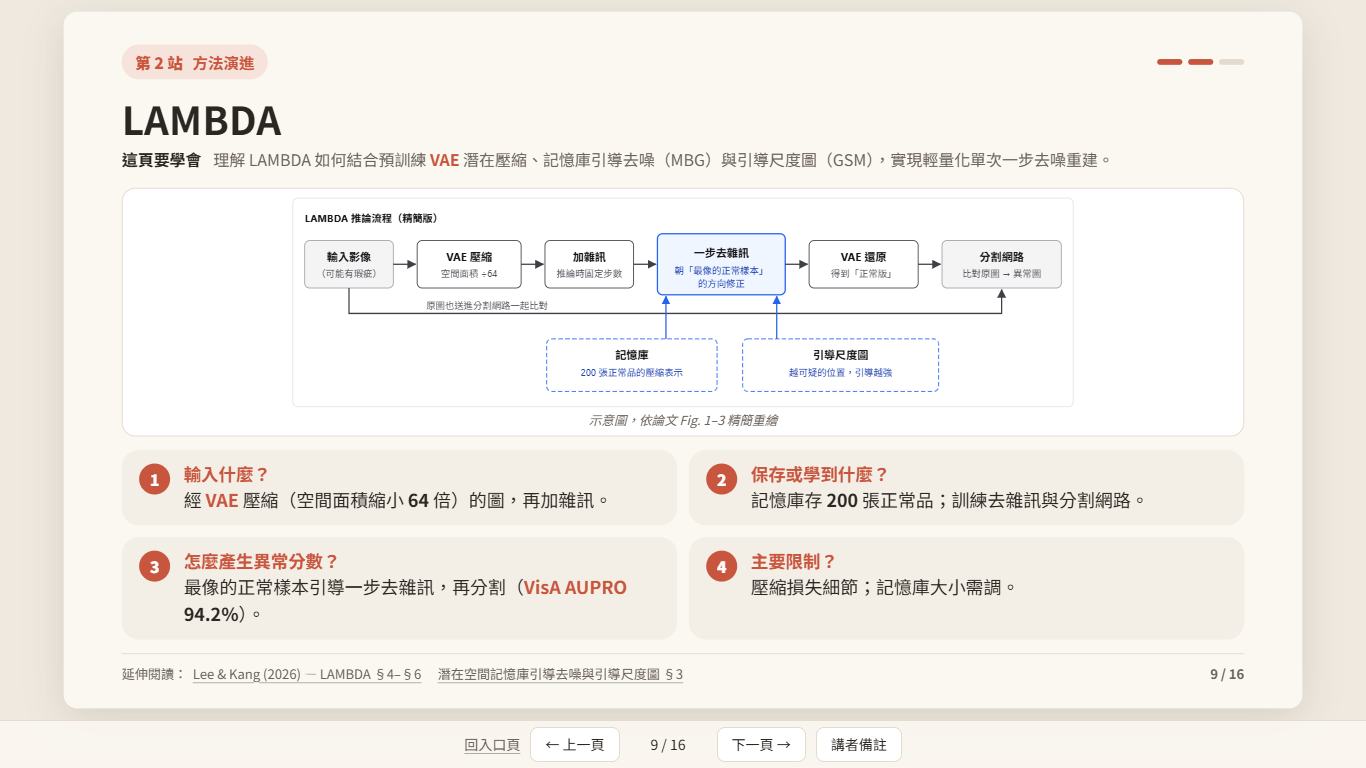 第 2 站 方法演進
LAMBDA
這頁要學會 理解 LAMBDA 如何結合預訓練 VAE 潛在壓縮、記憶庫引導去噪（MBG）與引導尺度圖（GSM），實現輕量化單次一步去噪重建。
LAMBDA 推論流程（精簡版）
輸入影像
（可能有瑕疵）
VAE 壓縮
空間面積 ÷64
加雜訊
推論時固定步數
一步去雜訊
朝「最像的正常樣本」
的方向修正
VAE 還原
得到「正常版」
分割網路
比對原圖 → 異常圖
原圖也送進分割網路一起比對
記憶庫
200 張正常品的壓縮表示
引導尺度圖
越可疑的位置，引導越強
示意圖，依論文 Fig. 1–3 精簡重繪
1 輸入什麼？
經 VAE 壓縮（空間面積縮小 64 倍）的圖，再加雜訊。
2 保存或學到什麼？
記憶庫存 200 張正常品；訓練去雜訊與分割網路。
3 怎麼產生異常分數？
最像的正常樣本引導一步去雜訊，再分割（VisA AUPRO
94.2%）。
4 主要限制？
壓縮損失細節；記憶庫大小需調。
延伸閱讀： Lee & Kang (2026) — LAMBDA §4–§6 潛在空間記憶庫引導去噪與引導尺度圖 §3
9 / 16
回入口頁 ← 上一頁 9 / 16 下一頁 → 講者備註